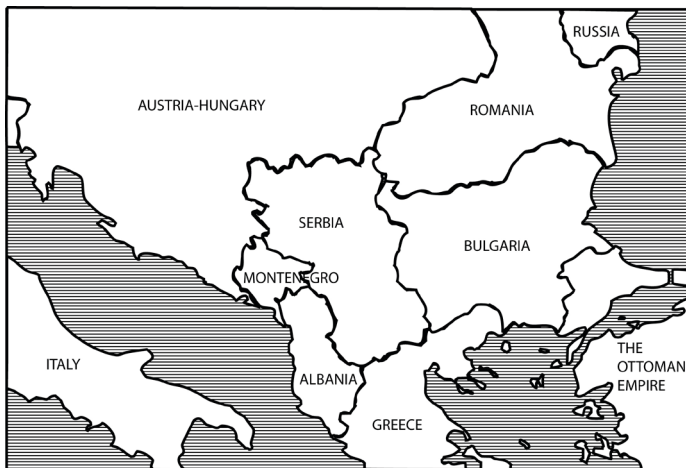 RUSSIA
AUSTRIA-HUNGARY
ROMANIA
SERBIA
BULGARIA
MONTENEGRO
ITALY
ALBANIA
THE
OTTOMAN
EMPIRE
GREECE